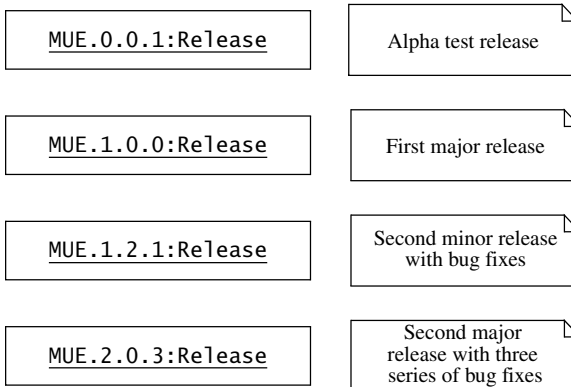 MUE.0.0.1:Release
Alpha test release
MUE.1.0.0:Release
First major release
MUE.1.2.1:Release
Second minor release
with bug fixes
MUE.2.0.3:Release
Second major
release with three
series of bug fixes